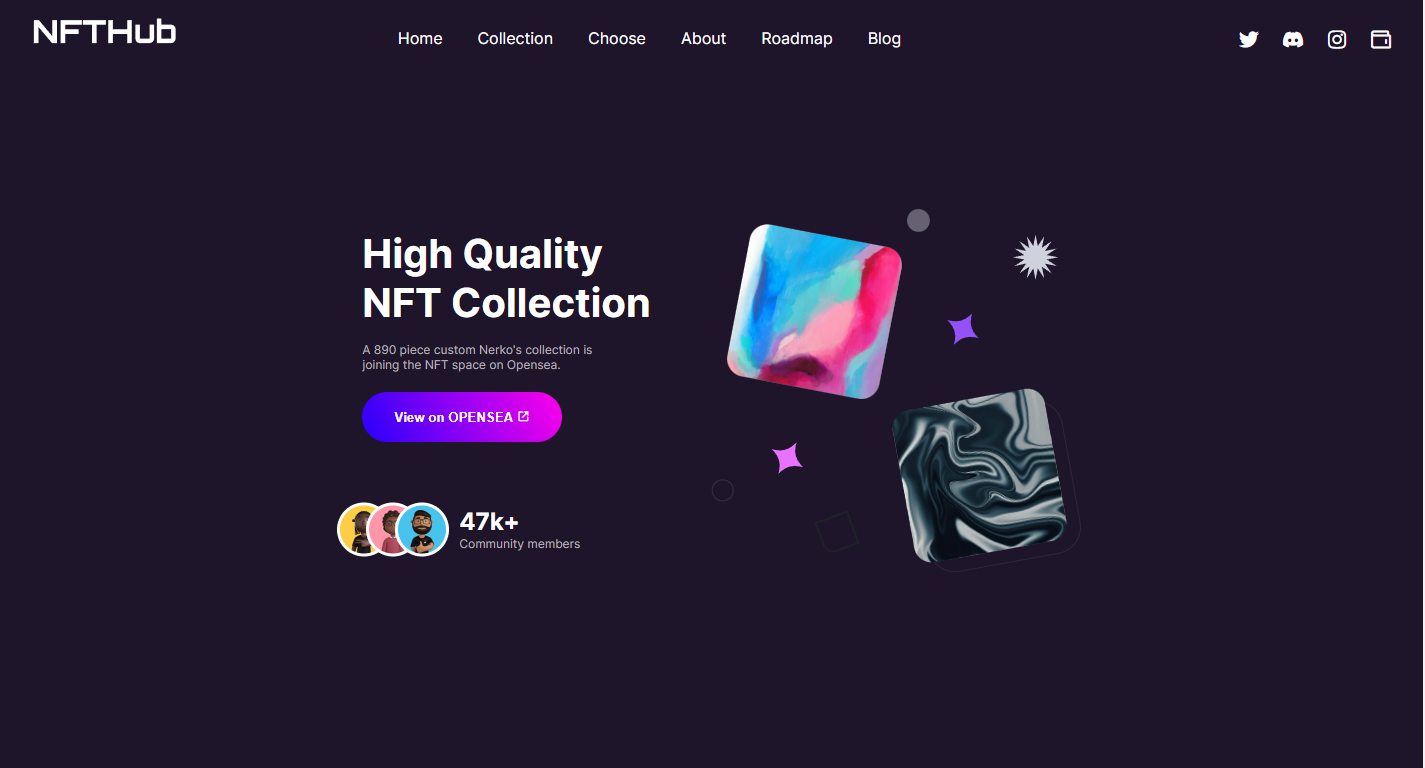 NFTHub
Home Collection Choose About Roadmap Blog
High Quality
NFT Collection
A 890 piece custom Nerko's collection is
joining the NFT space on Opensea.
View on OPENSEA
47k+
Community members